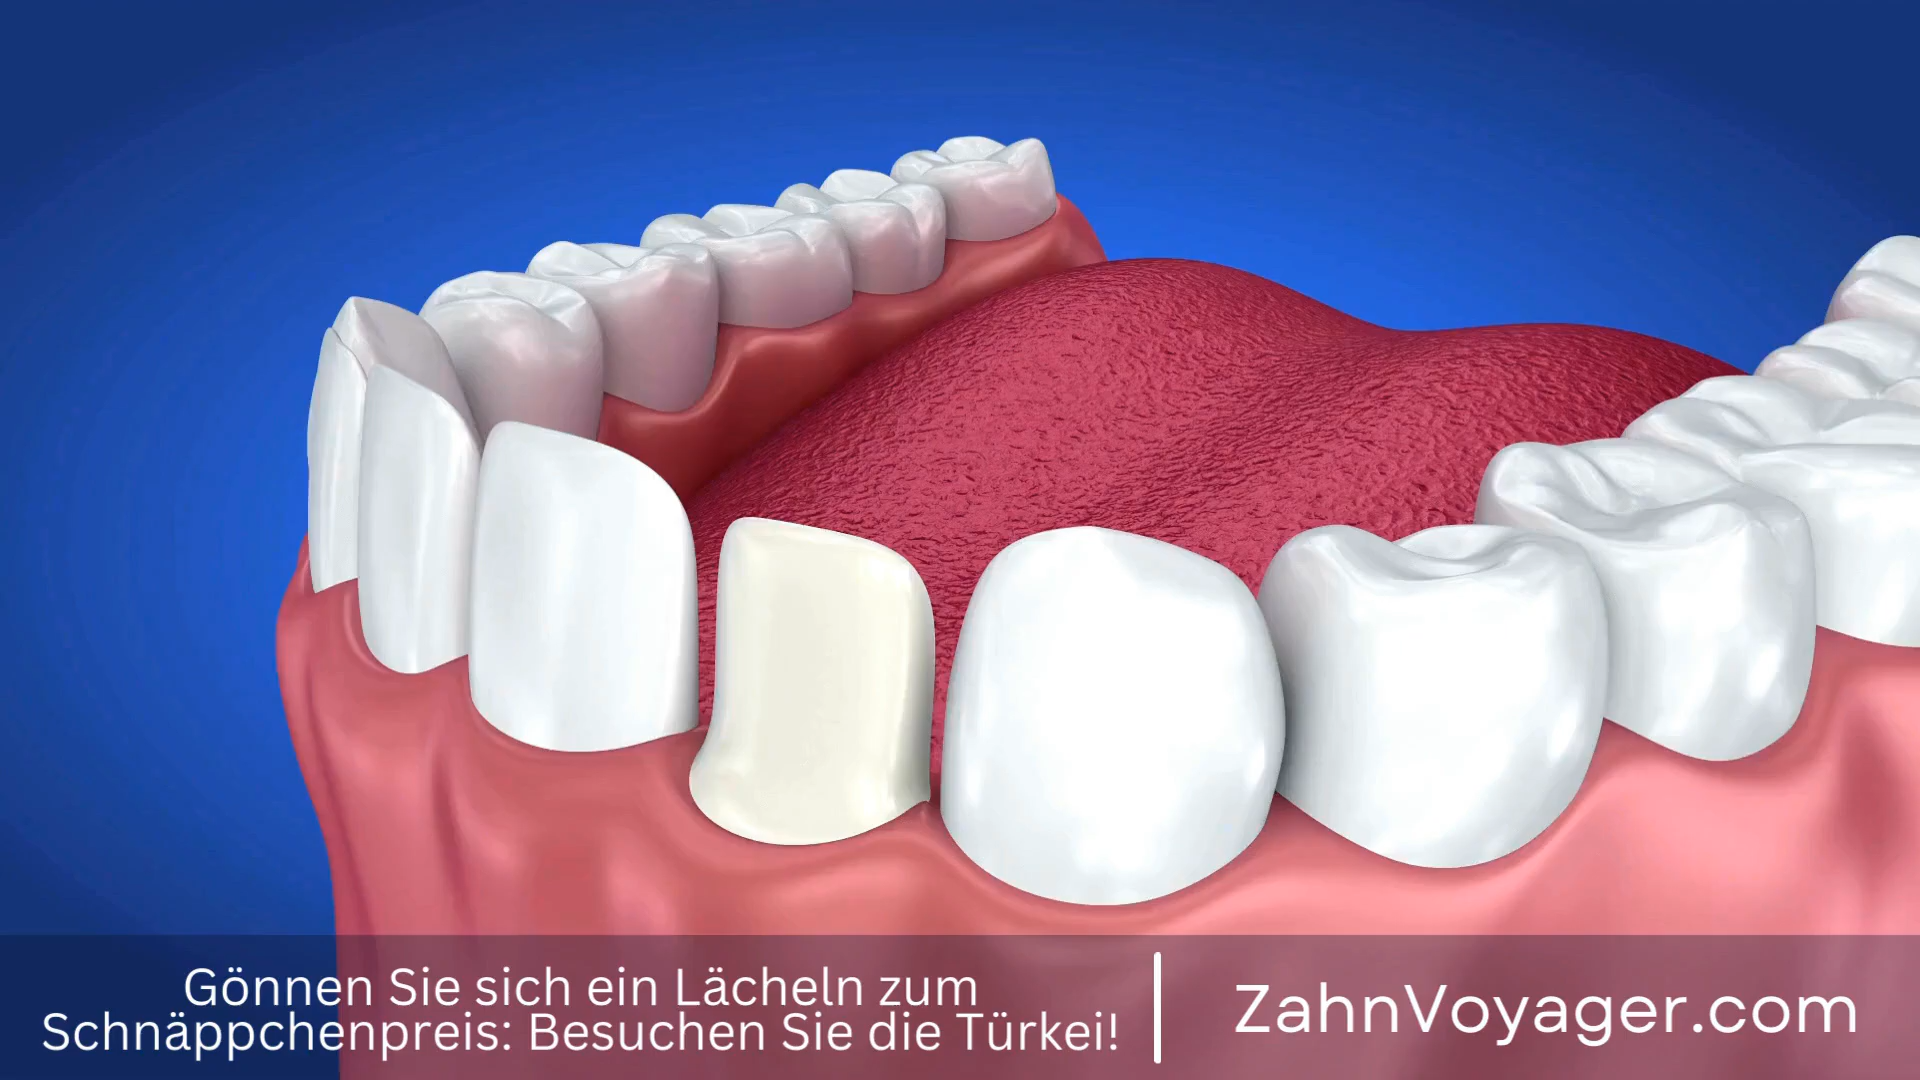 Gönnen Sie sich ein Lächeln zum
Schnäppchenpreis: Besuchen Sie die Türkei!
ZahnVoyager.com